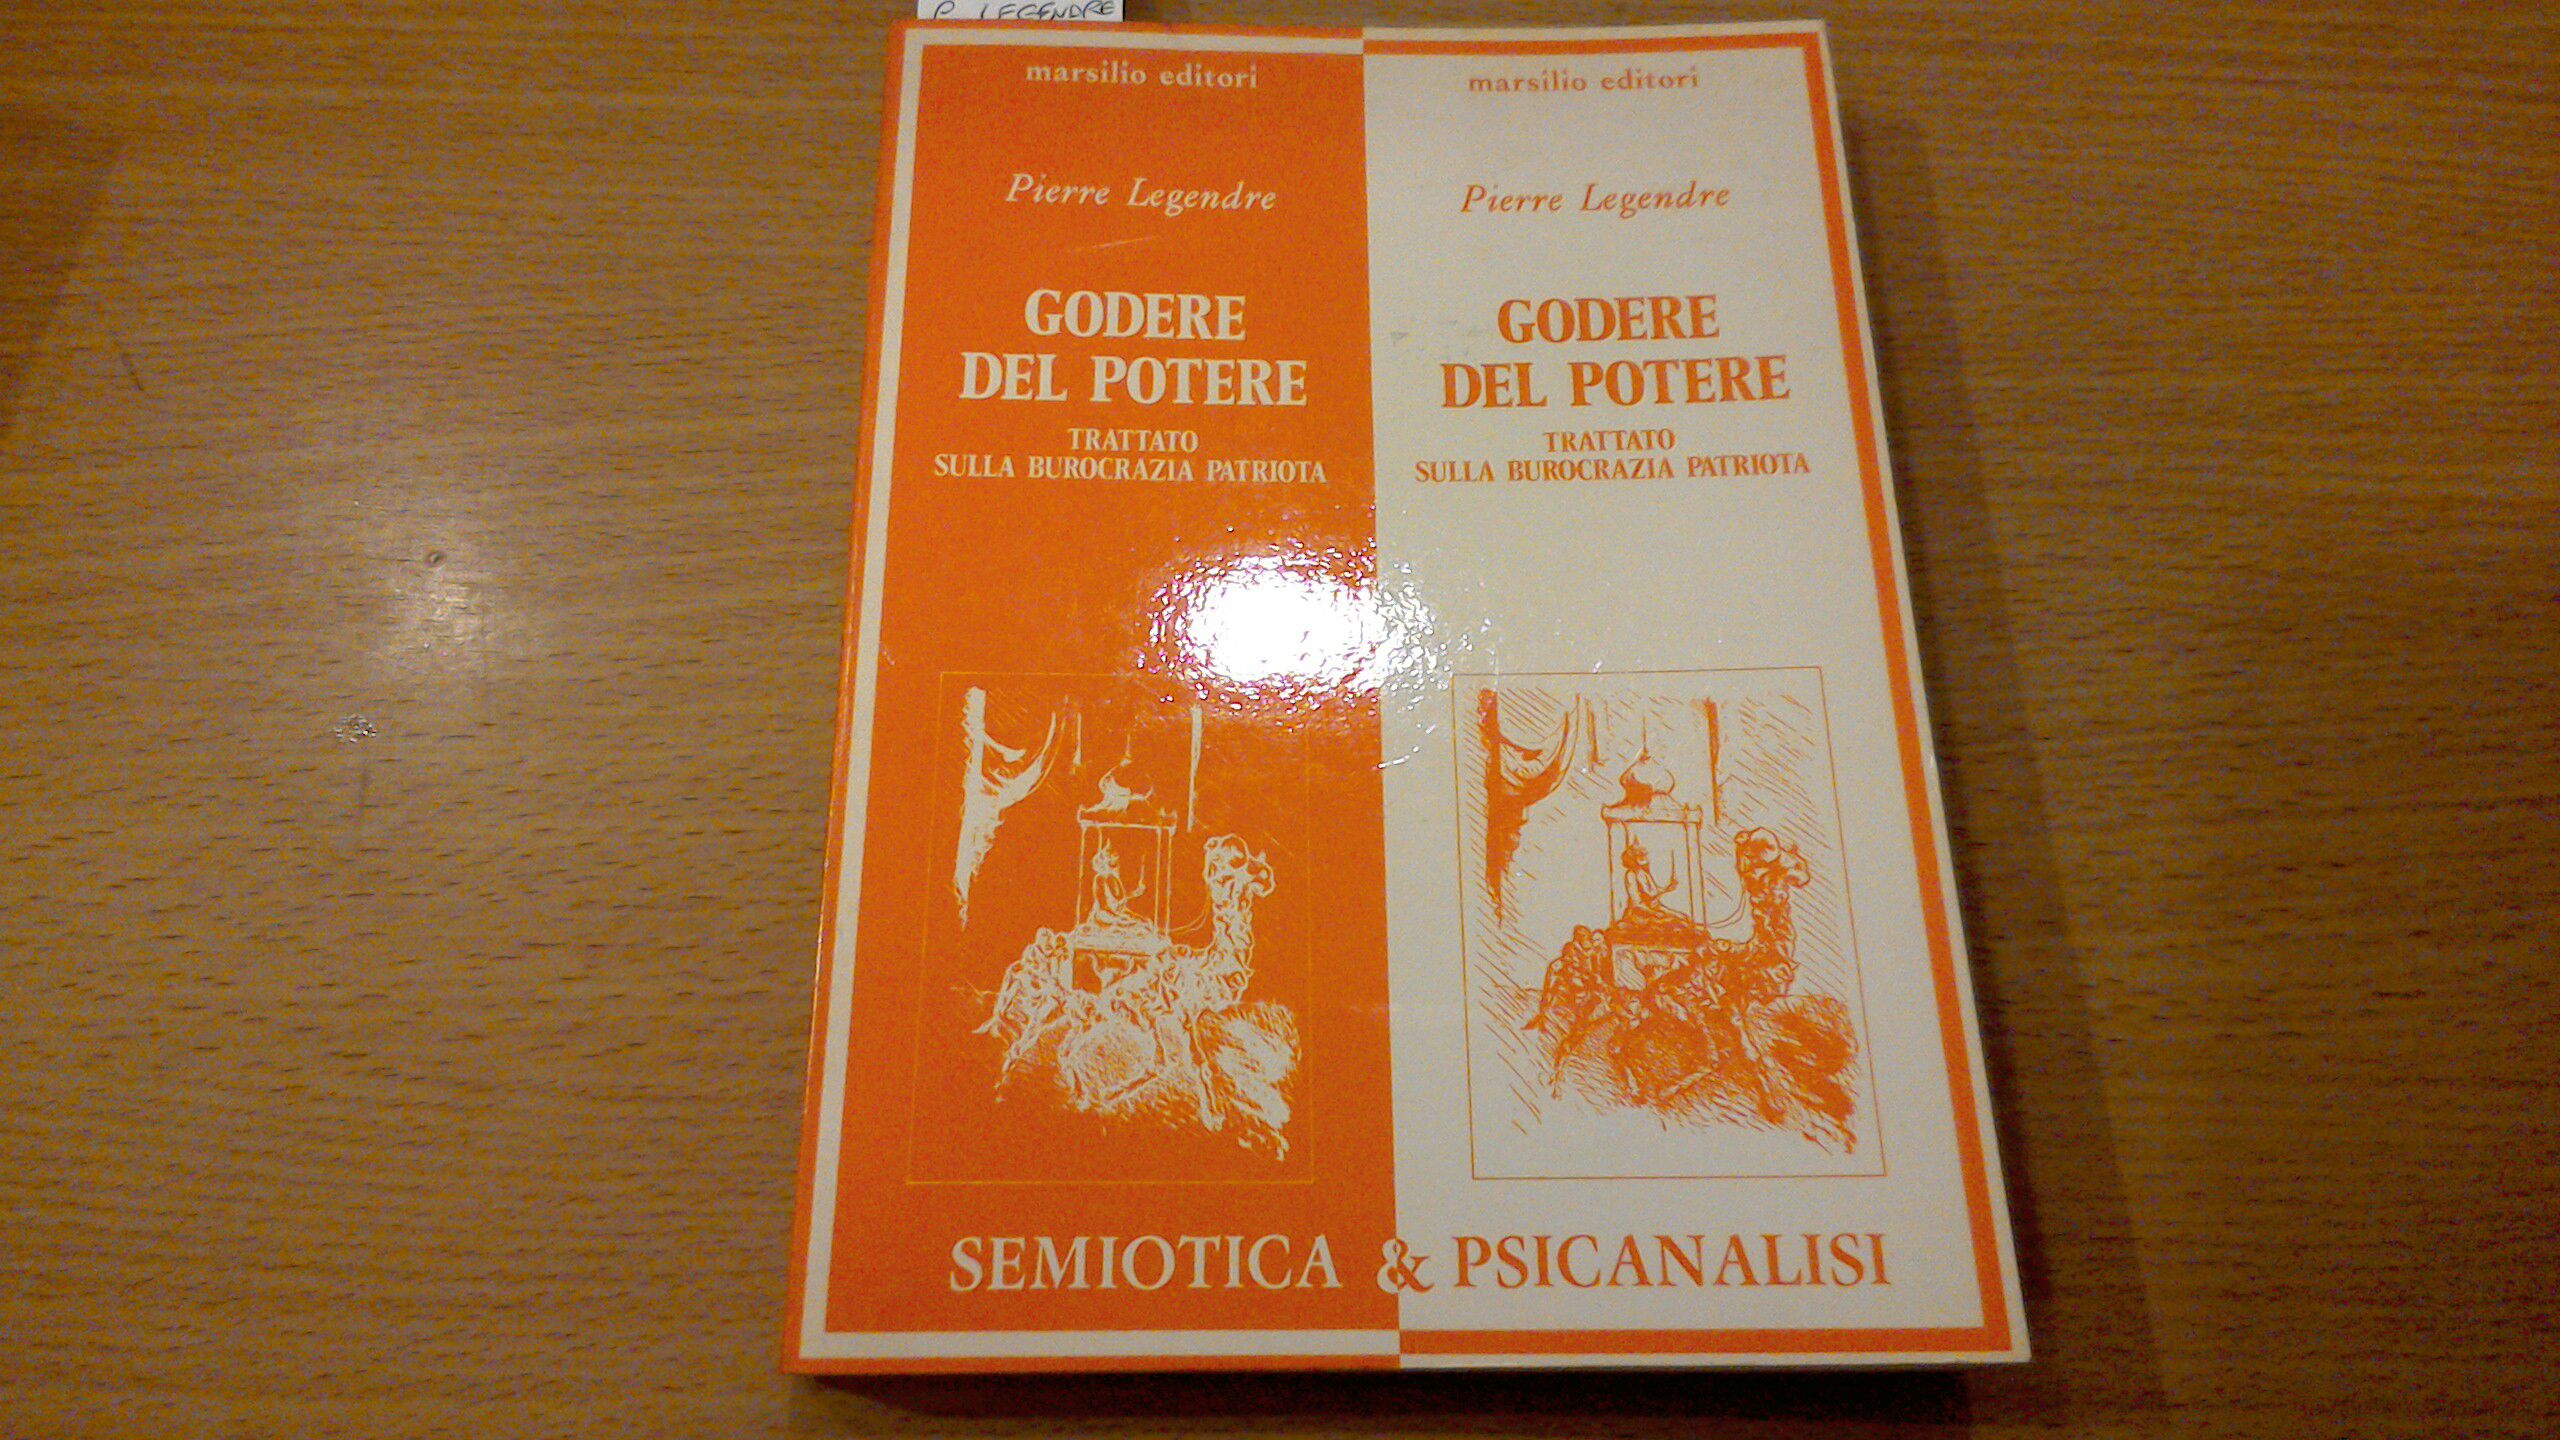 P. LEGENDRE
marsilio editori
Pierre Legendre
GODERE
DEL POTERE
TRATTATO
SULLA BUROCRAZIA PATRIOTA
marsilio editori
Pierre Legendre
GODERE
DEL POTERE
TRATTATO
SULLA BUROCRAZIA PATRIOTA
SEMIOTICA & PSICANALISI